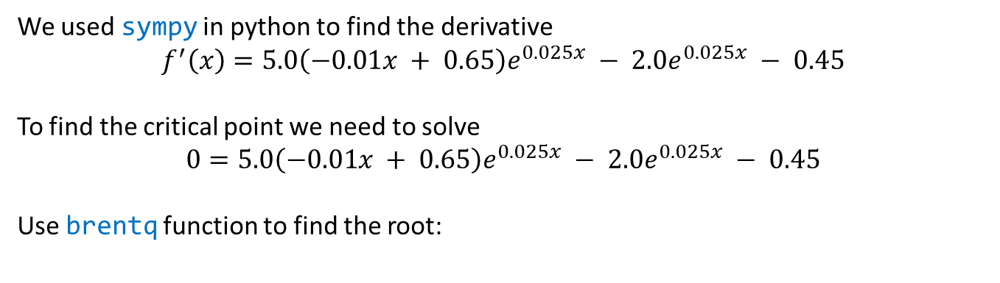 We used sympy in python to find the derivative
f′(x) = 5.0(−0.01x + 0.65)e^0.025x − 2.0e^0.025x − 0.45
To find the critical point we need to solve
0 = 5.0(−0.01x + 0.65)e^0.025x − 2.0e^0.025x − 0.45
Use brentq function to find the root: